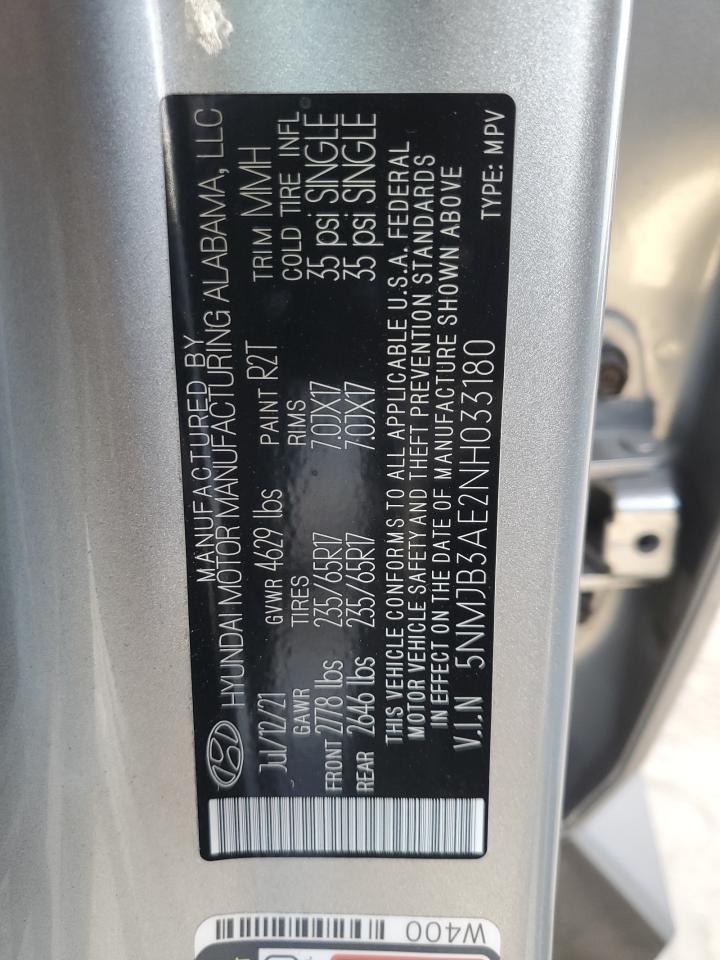 MANUFACTURED BY
HYUNDAI MOTOR MANUFACTURING ALABAMA, LLC
Jul/12/21 GVWR 4629 lbs PAINT R2T TRIM MMH
GAWR TIRES RIMS COLD TIRE INFL
FRONT 2778 lbs 235/65R17 7.0JX17 35 psi SINGLE
REAR 2646 lbs 235/65R17 7.0JX17 35 psi SINGLE
THIS VEHICLE CONFORMS TO ALL APPLICABLE U.S.A. FEDERAL
MOTOR VEHICLE SAFETY AND THEFT PREVENTION STANDARDS
IN EFFECT ON THE DATE OF MANUFACTURE SHOWN ABOVE
V.I.N 5NMJB3AE2NH033180 TYPE: MPV
W400